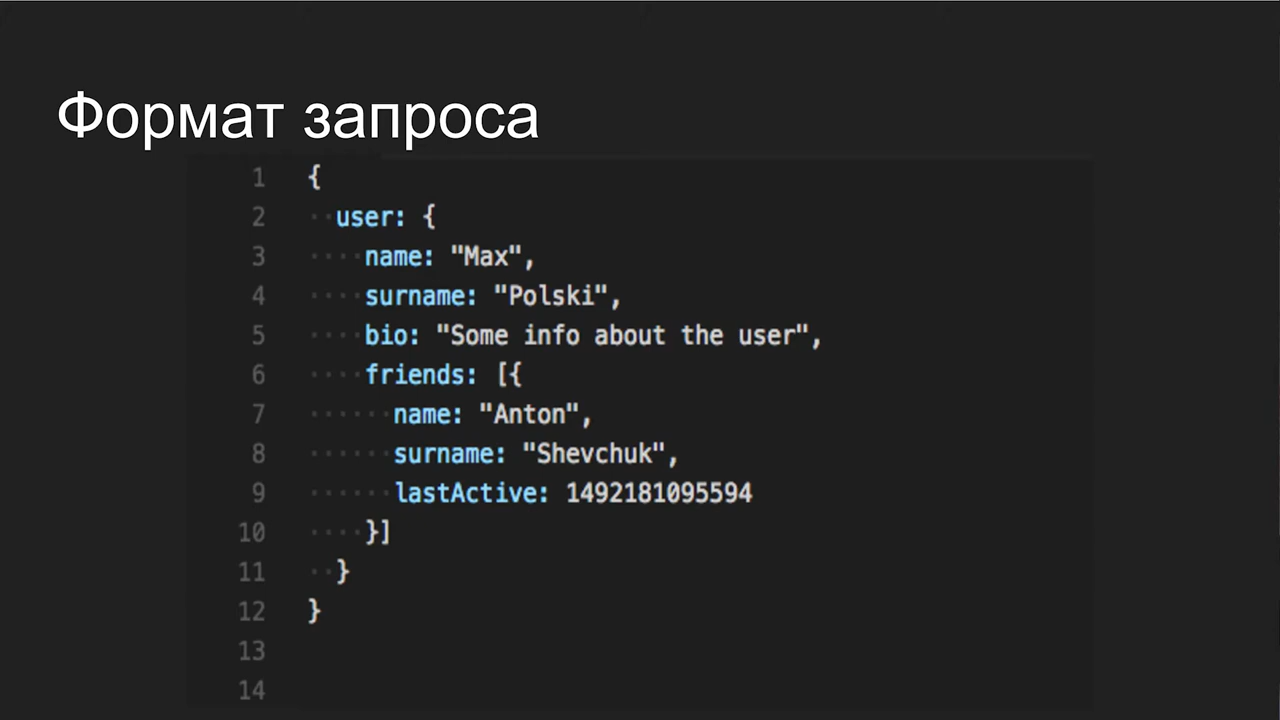 Формат запроса
1 {
2 ··user: {
3 ····name: "Max",
4 ····surname: "Polski",
5 ····bio: "Some info about the user",
6 ····friends: [{
7 ······name: "Anton",
8 ······surname: "Shevchuk",
9 ······lastActive: 1492181095594
10 ····}]
11 ··}
12 }
13
14